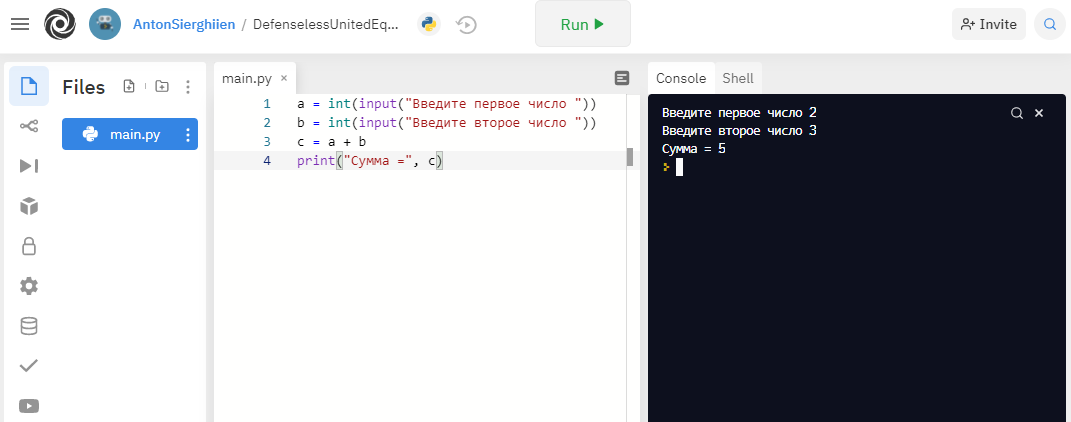 AntonSierghiien / DefenselessUnitedEq...
Run
Invite
Files
main.py
main.py ×
1 a = int(input("Введите первое число "))
2 b = int(input("Введите второе число "))
3 c = a + b
4 print("Сумма =", c)
Console Shell
Введите первое число 2
Введите второе число 3
Сумма = 5